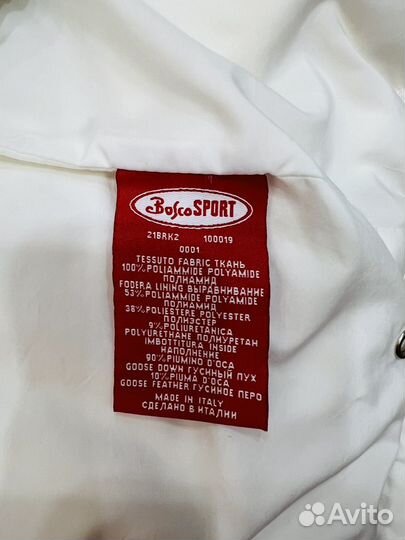 Bosco SPORT
21BRK2 100019
0001
TESSUTO FABRIC ТКАНЬ
100% POLIAMMIDE POLYAMIDE
ПОЛИАМИД
FODERA LINING ВЫРАВНИВАНИЕ
53% POLIAMMIDE POLYAMIDE
ПОЛИАМИД
38% POLIESTERE POLYESTER
ПОЛИЭСТЕР
9% POLIURETANICA
POLYURETHANE ПОЛИУРЕТАН
IMBOTTITURA INSIDE
НАПОЛНЕНИЕ
90% PIUMINO D'OCA
GOOSE DOWN ГУСИНЫЙ ПУХ
10% PIUMA D'OCA
GOOSE FEATHER ГУСИНОЕ ПЕРО
MADE IN ITALY
СДЕЛАНО В ИТАЛИИ
Avito